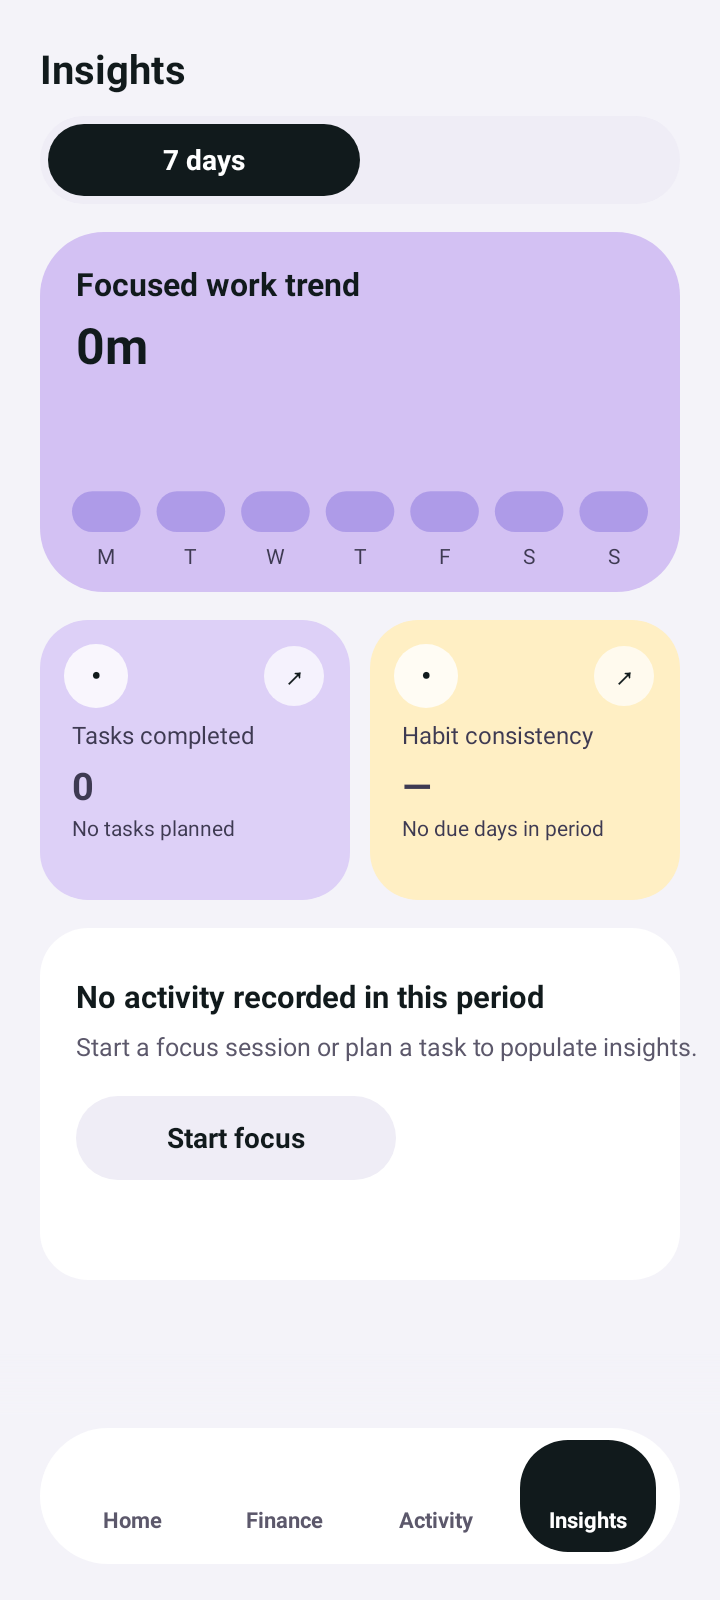 Insights
7 days
Focused work trend
0m
M T W T F S S
Tasks completed
0
No tasks planned
Habit consistency
—
No due days in period
No activity recorded in this period
Start a focus session or plan a task to populate insights.
Start focus
Home Finance Activity Insights